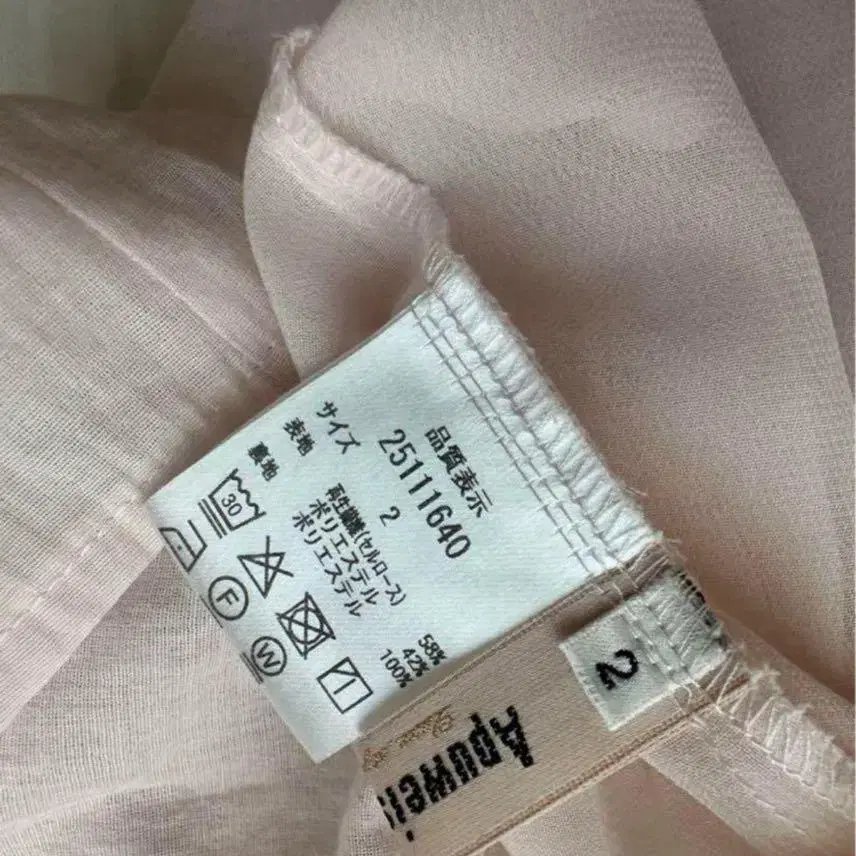 品質表示
25111640
サイズ 2
表地 再生繊維(セルロース) 58%
ポリエステル 42%
裏地 ポリエステル 100%
30
F
W
2
Apuwei